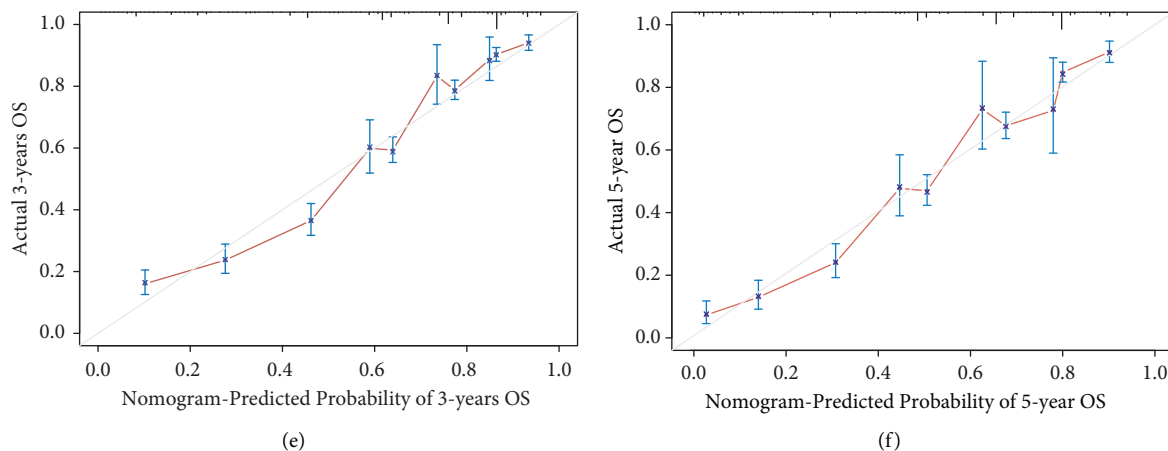 1.0
0.8
0.6
0.4
0.2
0.0
Actual 3-years OS
0.0 0.2 0.4 0.6 0.8 1.0
Nomogram-Predicted Probability of 3-years OS
(e)
1.0
0.8
0.6
0.4
0.2
0.0
Actual 5-year OS
0.0 0.2 0.4 0.6 0.8 1.0
Nomogram-Predicted Probability of 5-year OS
(f)